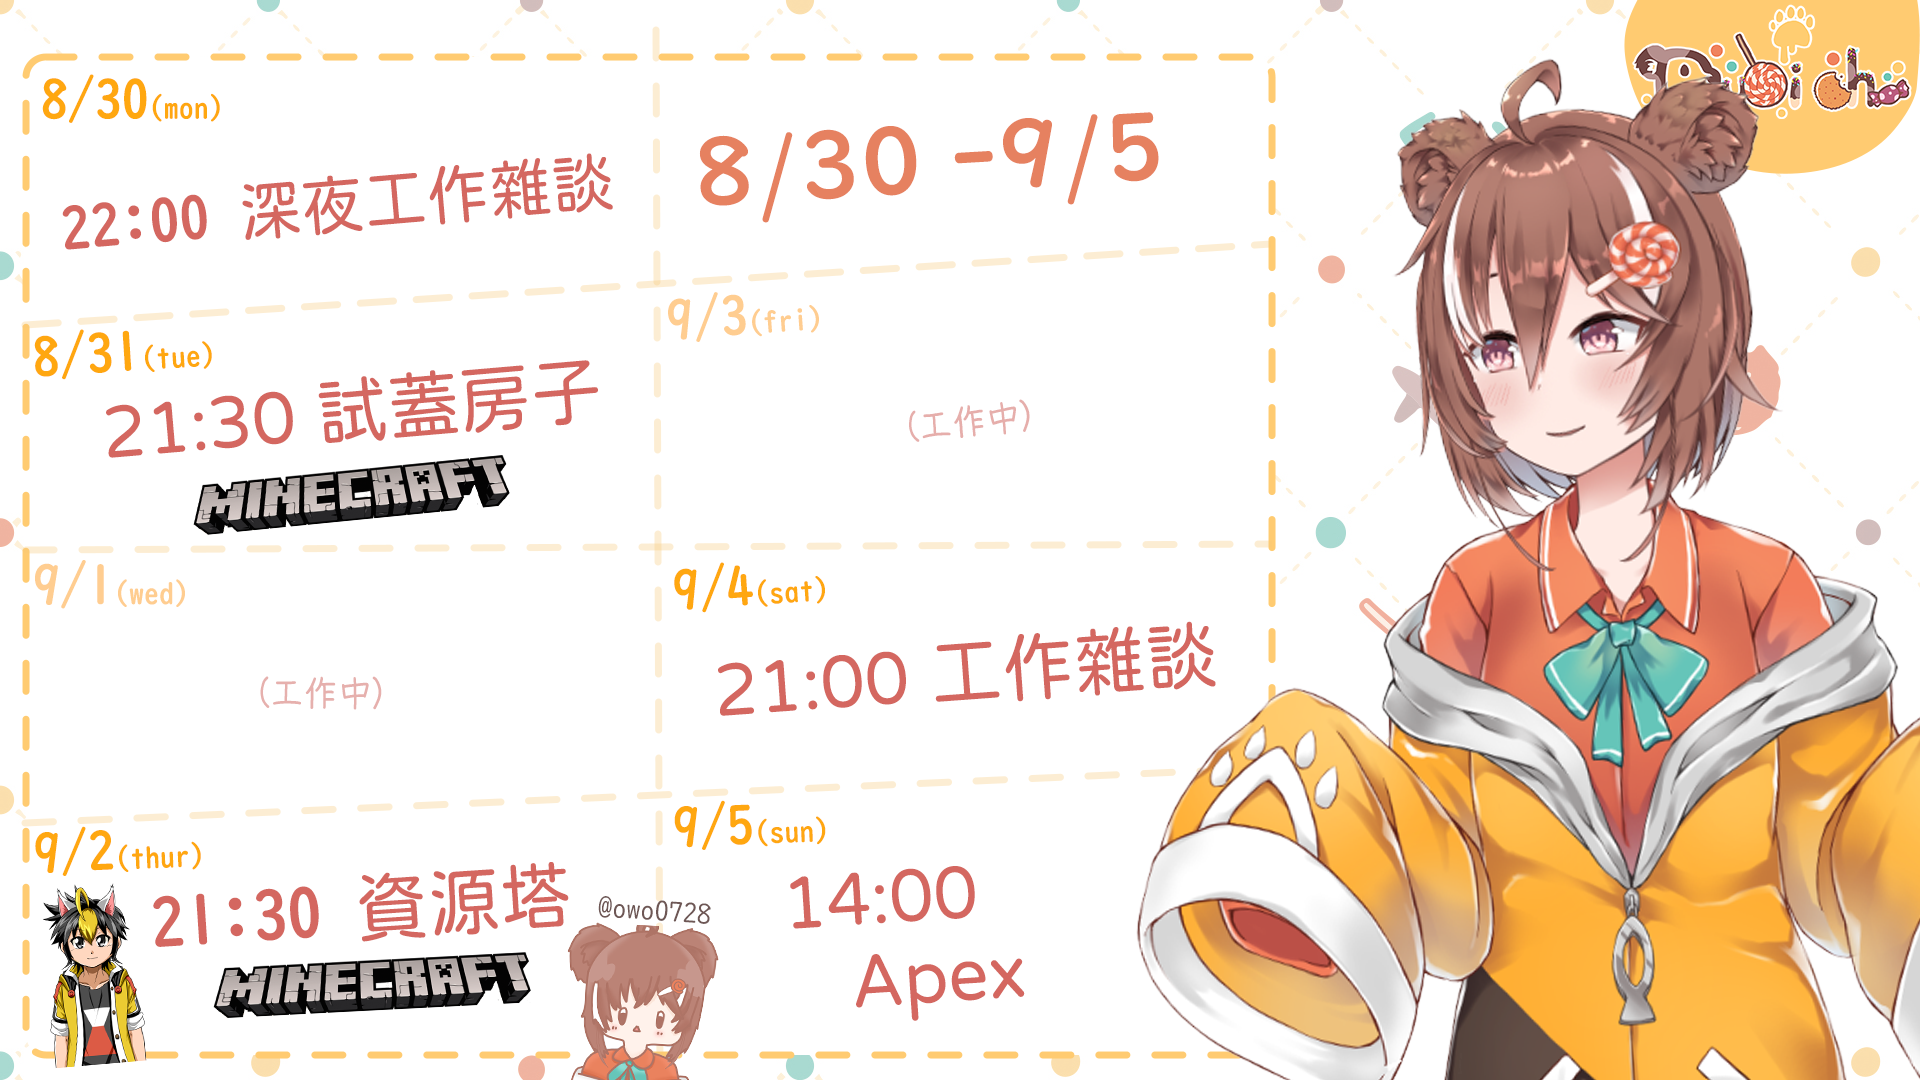 8/30(mon)
22:00 深夜工作雜談
8/30 -9/5
8/31(tue)
21:30 試蓋房子
MINECRAFT
9/1(wed)
(工作中)
9/2(thur)
21:30 資源塔
MINECRAFT
@owo0728
9/3(fri)
(工作中)
9/4(sat)
21:00 工作雜談
9/5(sun)
14:00
Apex